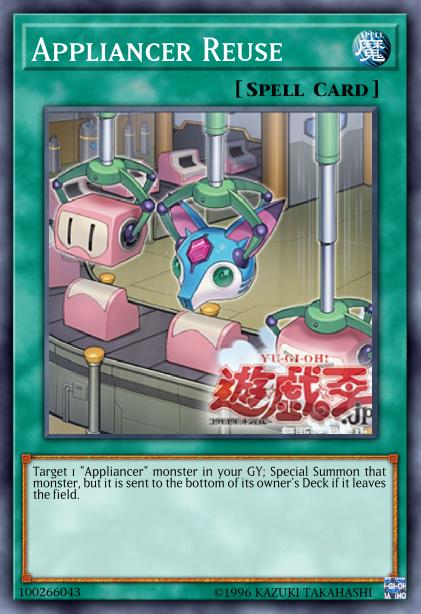 Appliancer Reuse
SPELL
魔
[Spell Card]
YU-GI-OH!
遊戯王
.JP
Target 1 "Appliancer" monster in your GY; Special Summon that
monster, but it is sent to the bottom of its owner's Deck if it leaves
the field.
100266043
©1996 KAZUKI TAKAHASHI